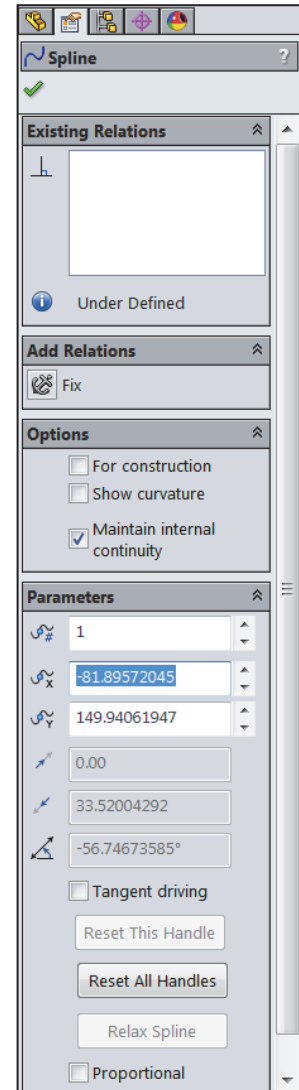 Spline
?
Existing Relations
Under Defined
Add Relations
Fix
Options
For construction
Show curvature
Maintain internal
continuity
Parameters
#
1
X
-81.89572045
Y
149.94061947
0.00
33.52004292
-56.74673585°
Tangent driving
Reset This Handle
Reset All Handles
Relax Spline
Proportional